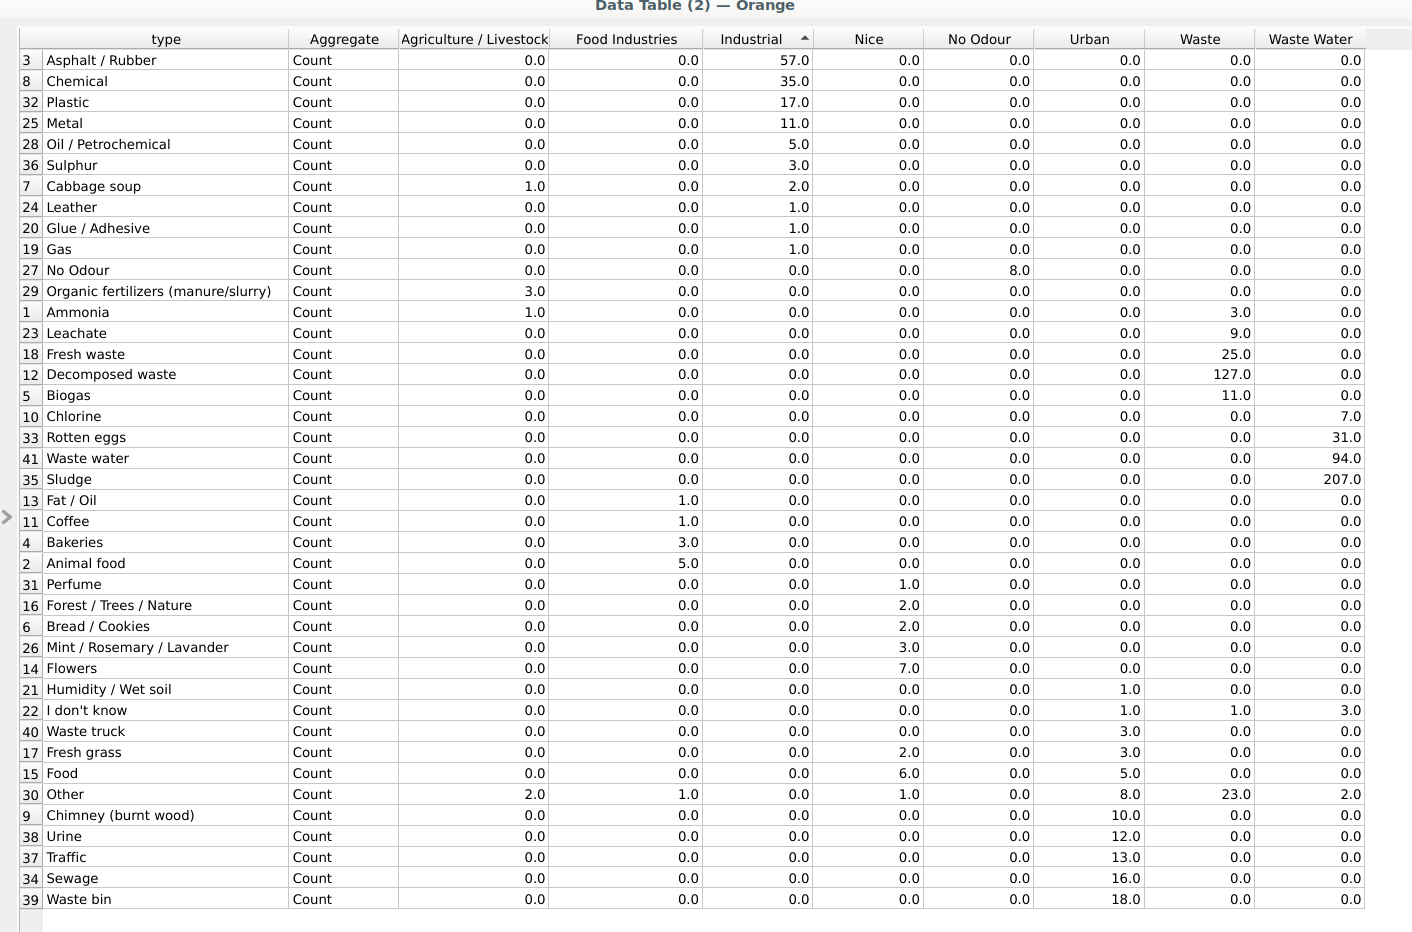 Data Table (2) — Orange
type Aggregate Agriculture / Livestock Food Industries Industrial Nice No Odour Urban Waste Waste Water
3 Asphalt / Rubber Count 0.0 0.0 57.0 0.0 0.0 0.0 0.0 0.0
8 Chemical Count 0.0 0.0 35.0 0.0 0.0 0.0 0.0 0.0
32 Plastic Count 0.0 0.0 17.0 0.0 0.0 0.0 0.0 0.0
25 Metal Count 0.0 0.0 11.0 0.0 0.0 0.0 0.0 0.0
28 Oil / Petrochemical Count 0.0 0.0 5.0 0.0 0.0 0.0 0.0 0.0
36 Sulphur Count 0.0 0.0 3.0 0.0 0.0 0.0 0.0 0.0
7 Cabbage soup Count 1.0 0.0 2.0 0.0 0.0 0.0 0.0 0.0
24 Leather Count 0.0 0.0 1.0 0.0 0.0 0.0 0.0 0.0
20 Glue / Adhesive Count 0.0 0.0 1.0 0.0 0.0 0.0 0.0 0.0
19 Gas Count 0.0 0.0 1.0 0.0 0.0 0.0 0.0 0.0
27 No Odour Count 0.0 0.0 0.0 0.0 8.0 0.0 0.0 0.0
29 Organic fertilizers (manure/slurry) Count 3.0 0.0 0.0 0.0 0.0 0.0 0.0 0.0
1 Ammonia Count 1.0 0.0 0.0 0.0 0.0 0.0 3.0 0.0
23 Leachate Count 0.0 0.0 0.0 0.0 0.0 0.0 9.0 0.0
18 Fresh waste Count 0.0 0.0 0.0 0.0 0.0 0.0 25.0 0.0
12 Decomposed waste Count 0.0 0.0 0.0 0.0 0.0 0.0 127.0 0.0
5 Biogas Count 0.0 0.0 0.0 0.0 0.0 0.0 11.0 0.0
10 Chlorine Count 0.0 0.0 0.0 0.0 0.0 0.0 0.0 7.0
33 Rotten eggs Count 0.0 0.0 0.0 0.0 0.0 0.0 0.0 31.0
41 Waste water Count 0.0 0.0 0.0 0.0 0.0 0.0 0.0 94.0
35 Sludge Count 0.0 0.0 0.0 0.0 0.0 0.0 0.0 207.0
13 Fat / Oil Count 0.0 1.0 0.0 0.0 0.0 0.0 0.0 0.0
11 Coffee Count 0.0 1.0 0.0 0.0 0.0 0.0 0.0 0.0
4 Bakeries Count 0.0 3.0 0.0 0.0 0.0 0.0 0.0 0.0
2 Animal food Count 0.0 5.0 0.0 0.0 0.0 0.0 0.0 0.0
31 Perfume Count 0.0 0.0 0.0 1.0 0.0 0.0 0.0 0.0
16 Forest / Trees / Nature Count 0.0 0.0 0.0 2.0 0.0 0.0 0.0 0.0
6 Bread / Cookies Count 0.0 0.0 0.0 2.0 0.0 0.0 0.0 0.0
26 Mint / Rosemary / Lavander Count 0.0 0.0 0.0 3.0 0.0 0.0 0.0 0.0
14 Flowers Count 0.0 0.0 0.0 7.0 0.0 0.0 0.0 0.0
21 Humidity / Wet soil Count 0.0 0.0 0.0 0.0 0.0 1.0 0.0 0.0
22 I don't know Count 0.0 0.0 0.0 0.0 0.0 1.0 1.0 3.0
40 Waste truck Count 0.0 0.0 0.0 0.0 0.0 3.0 0.0 0.0
17 Fresh grass Count 0.0 0.0 0.0 2.0 0.0 3.0 0.0 0.0
15 Food Count 0.0 0.0 0.0 6.0 0.0 5.0 0.0 0.0
30 Other Count 2.0 1.0 0.0 1.0 0.0 8.0 23.0 2.0
9 Chimney (burnt wood) Count 0.0 0.0 0.0 0.0 0.0 10.0 0.0 0.0
38 Urine Count 0.0 0.0 0.0 0.0 0.0 12.0 0.0 0.0
37 Traffic Count 0.0 0.0 0.0 0.0 0.0 13.0 0.0 0.0
34 Sewage Count 0.0 0.0 0.0 0.0 0.0 16.0 0.0 0.0
39 Waste bin Count 0.0 0.0 0.0 0.0 0.0 18.0 0.0 0.0